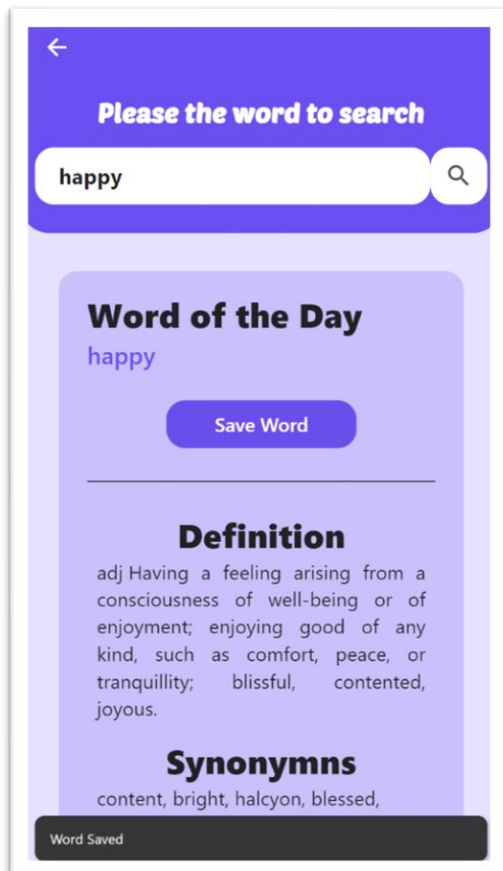 Please the word to search
happy
Word of the Day
happy
Save Word
Definition
adj Having a feeling arising from a
consciousness of well-being or of
enjoyment; enjoying good of any
kind, such as comfort, peace, or
tranquillity; blissful, contented,
joyous.
Synonymns
content, bright, halcyon, blessed,
Word Saved